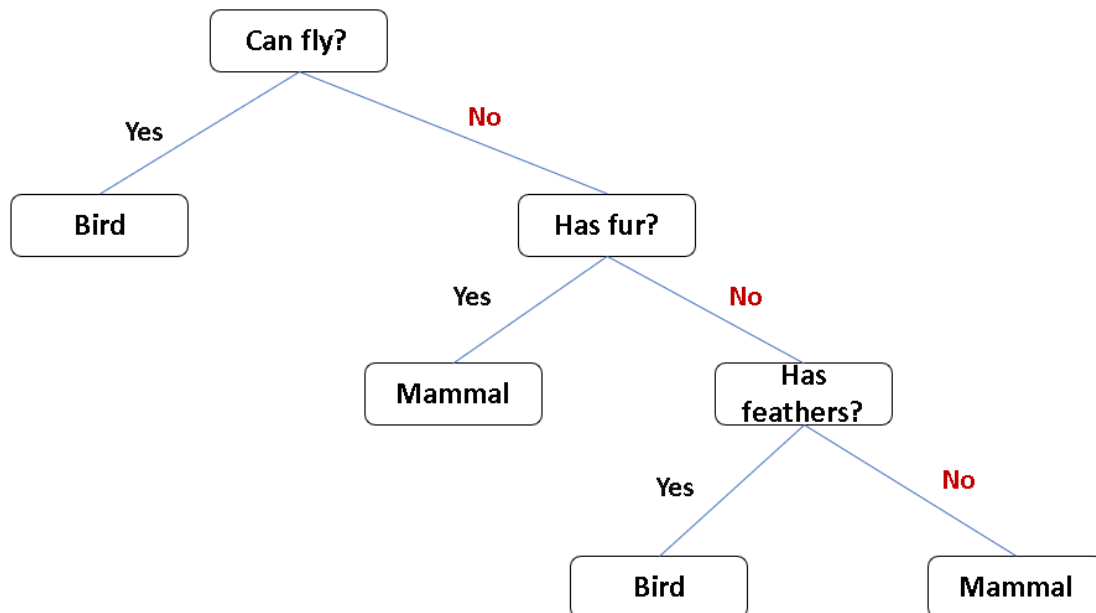 Can fly?
Yes
No
Bird
Has fur?
Yes
No
Mammal
Has
feathers?
Yes
No
Bird
Mammal